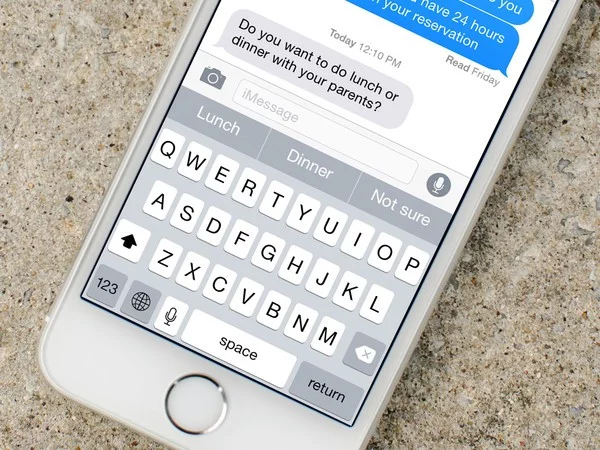 you
have 24 hours
your reservation
Read Friday
Today 12:10 PM
Do you want to do lunch or
dinner with your parents?
iMessage
Lunch Dinner Not sure
Q W E R T Y U I O P
A S D F G H J K L
Z X C V B N M
123 space return